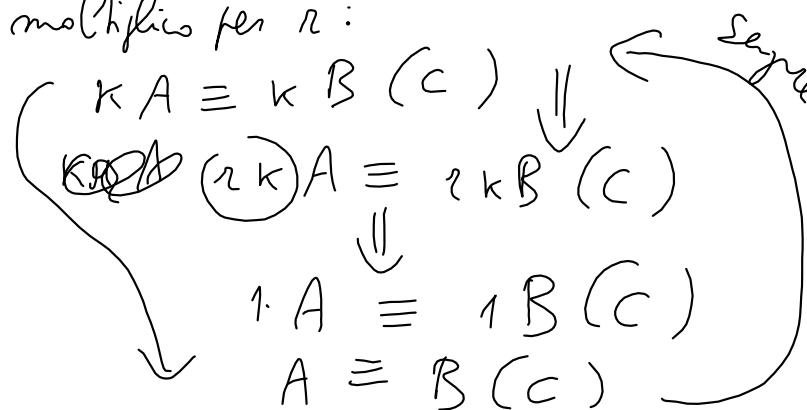 moltiplico per r:
kA ≡ kB (C) ⇓
(rk)A ≡ rkB (C)
⇓
1·A ≡ 1B (C)
A ≡ B (C)